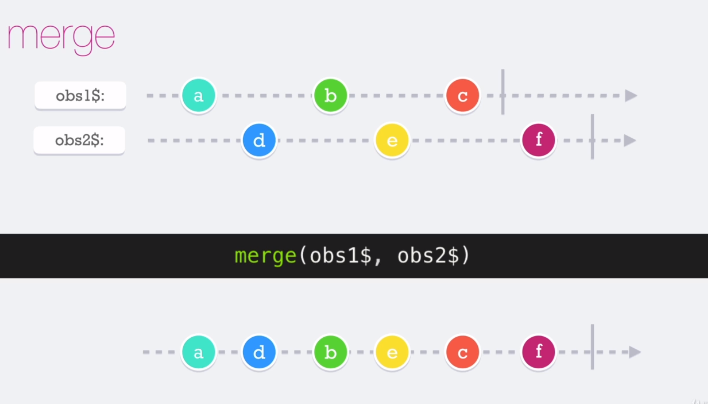 merge
obs1$:
a b c
obs2$:
d e f
merge(obs1$, obs2$)
a d b e c f